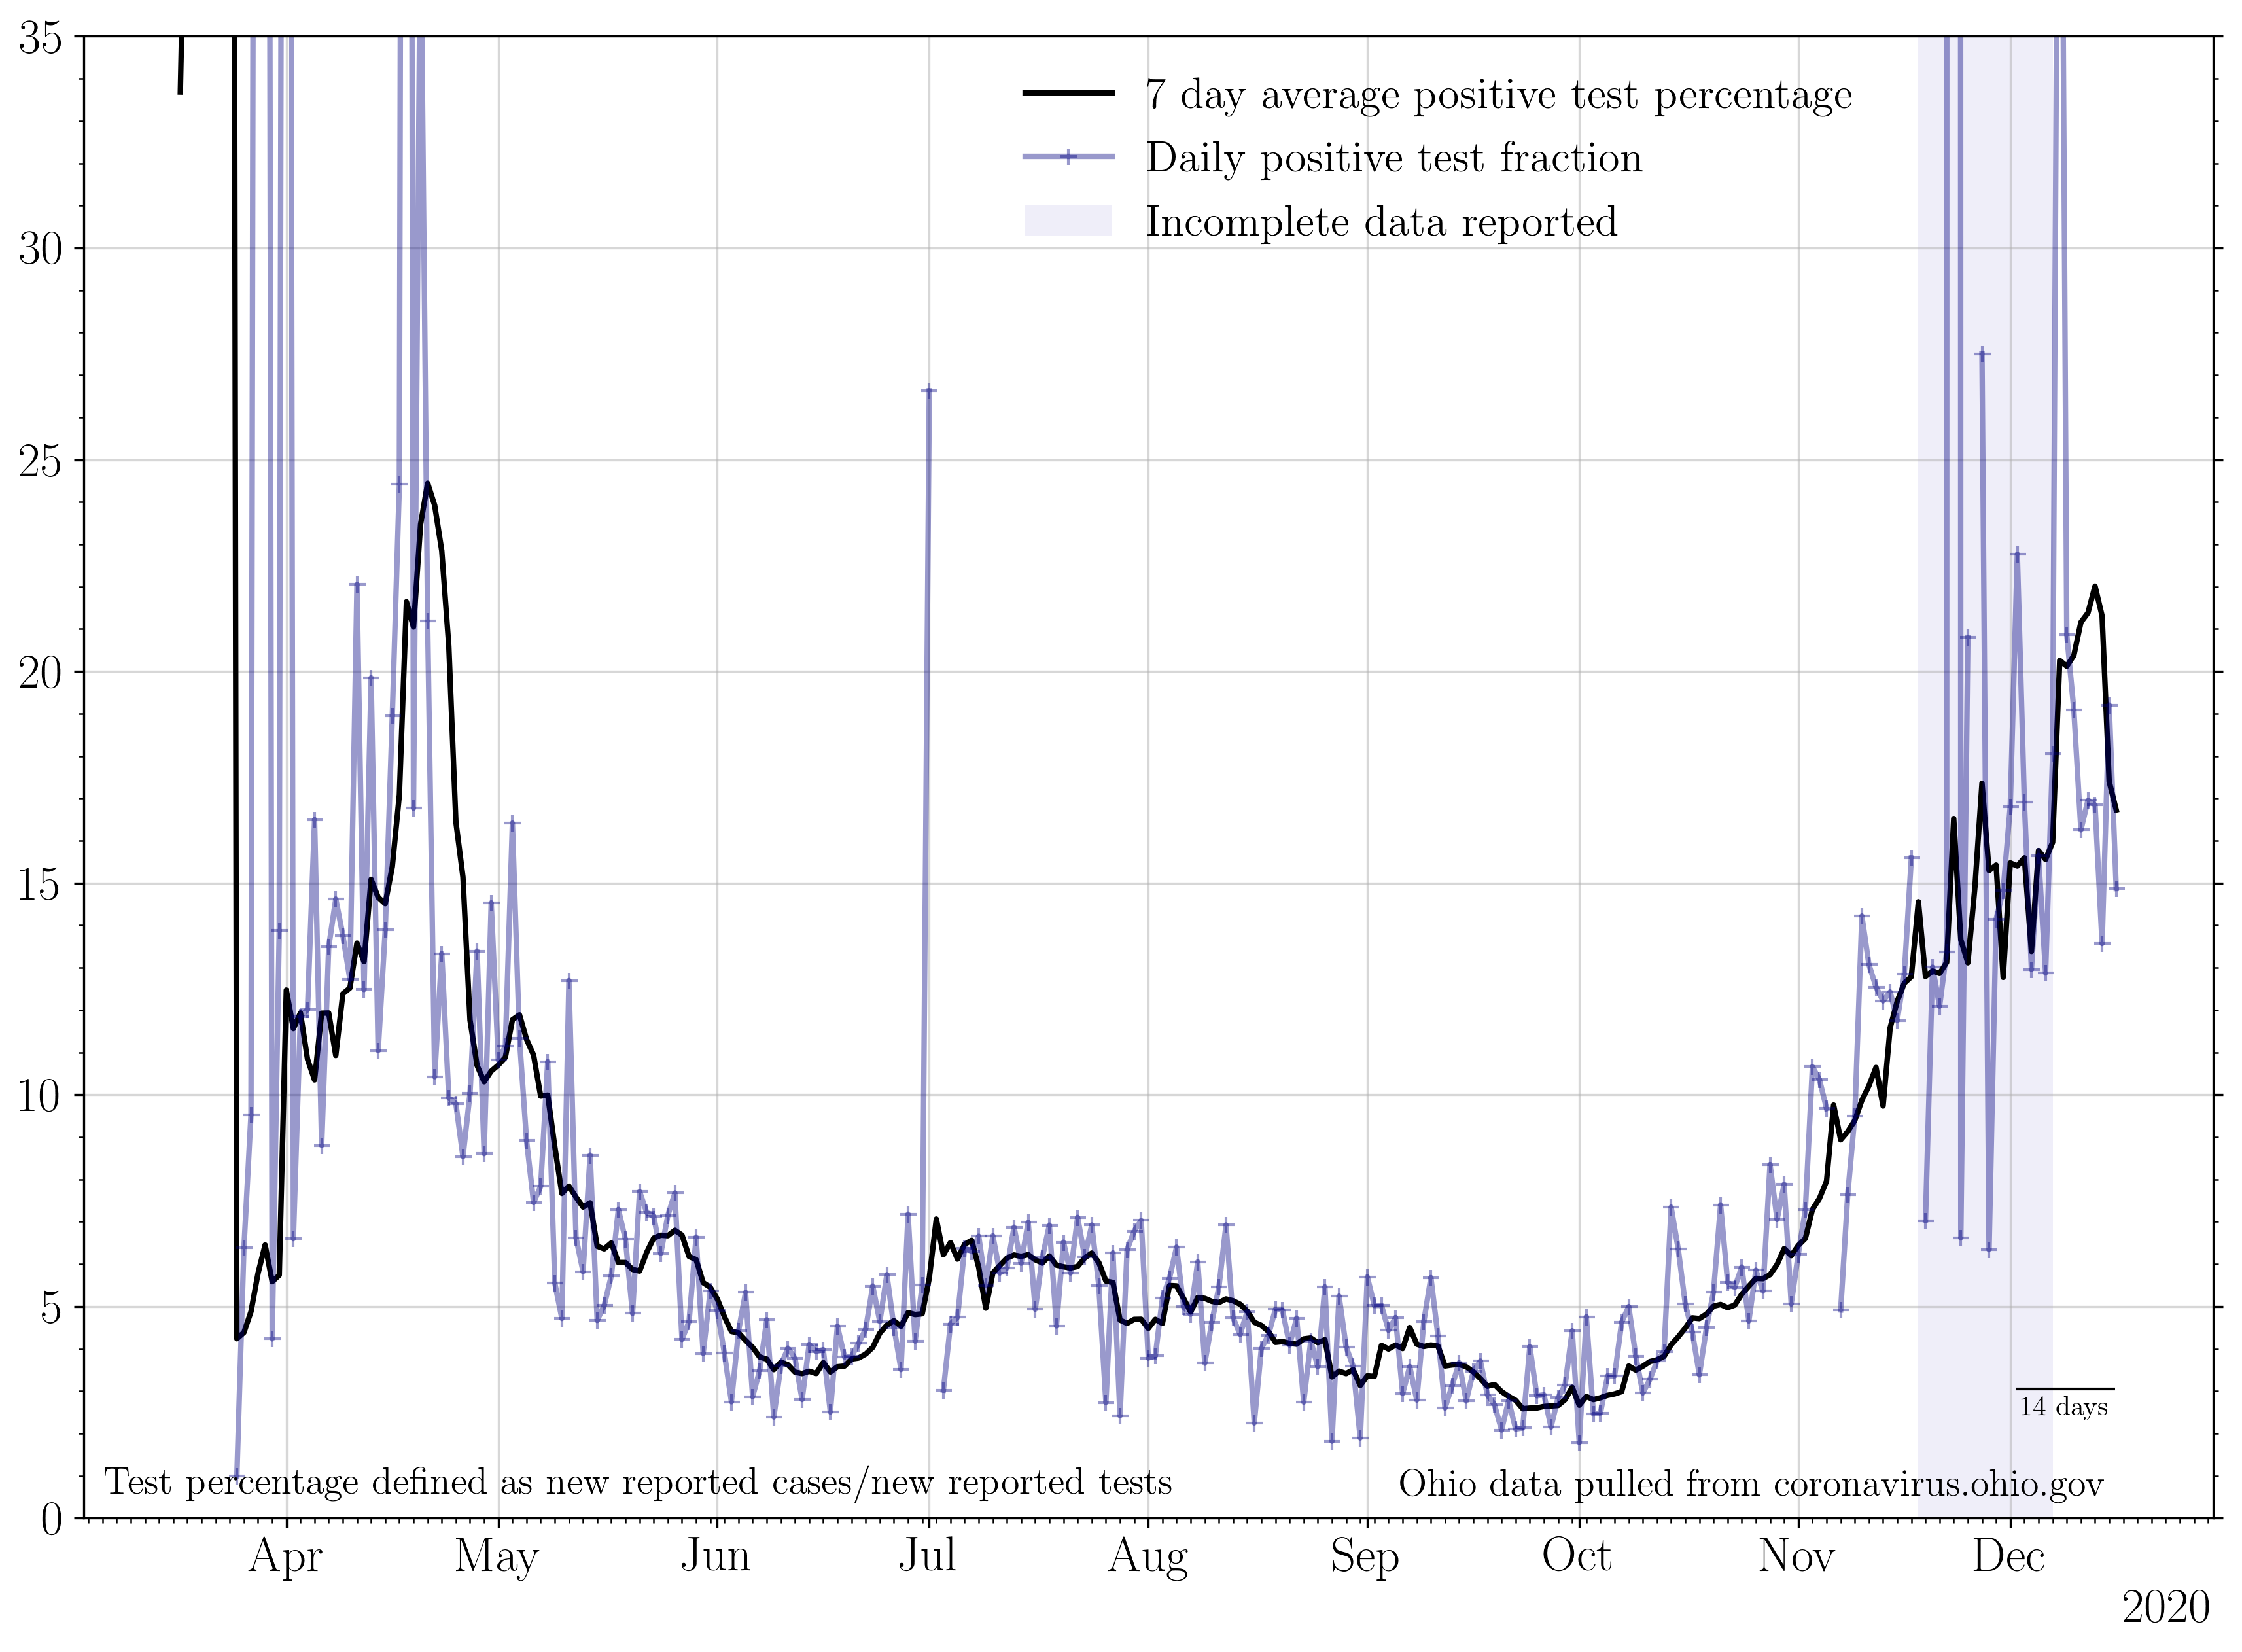 35
30
25
20
15
10
5
0
7 day average positive test percentage
Daily positive test fraction
Incomplete data reported
14 days
Test percentage defined as new reported cases/new reported tests
Ohio data pulled from coronavirus.ohio.gov
Apr May Jun Jul Aug Sep Oct Nov Dec
2020